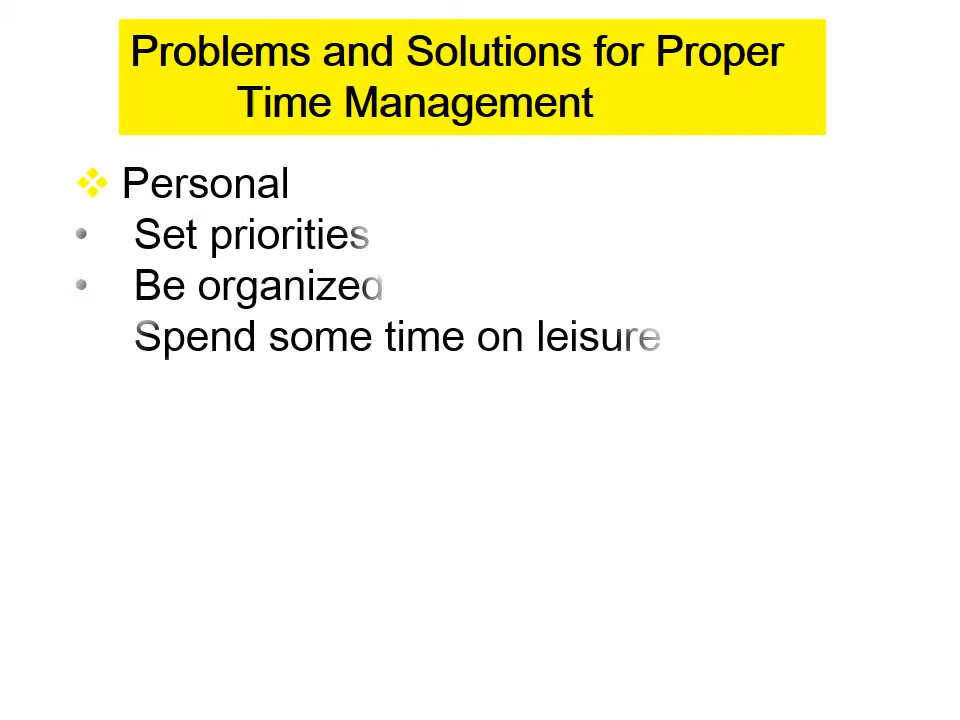 Problems and Solutions for Proper
Time Management
❖ Personal
• Set priorities
• Be organized
Spend some time on leisure